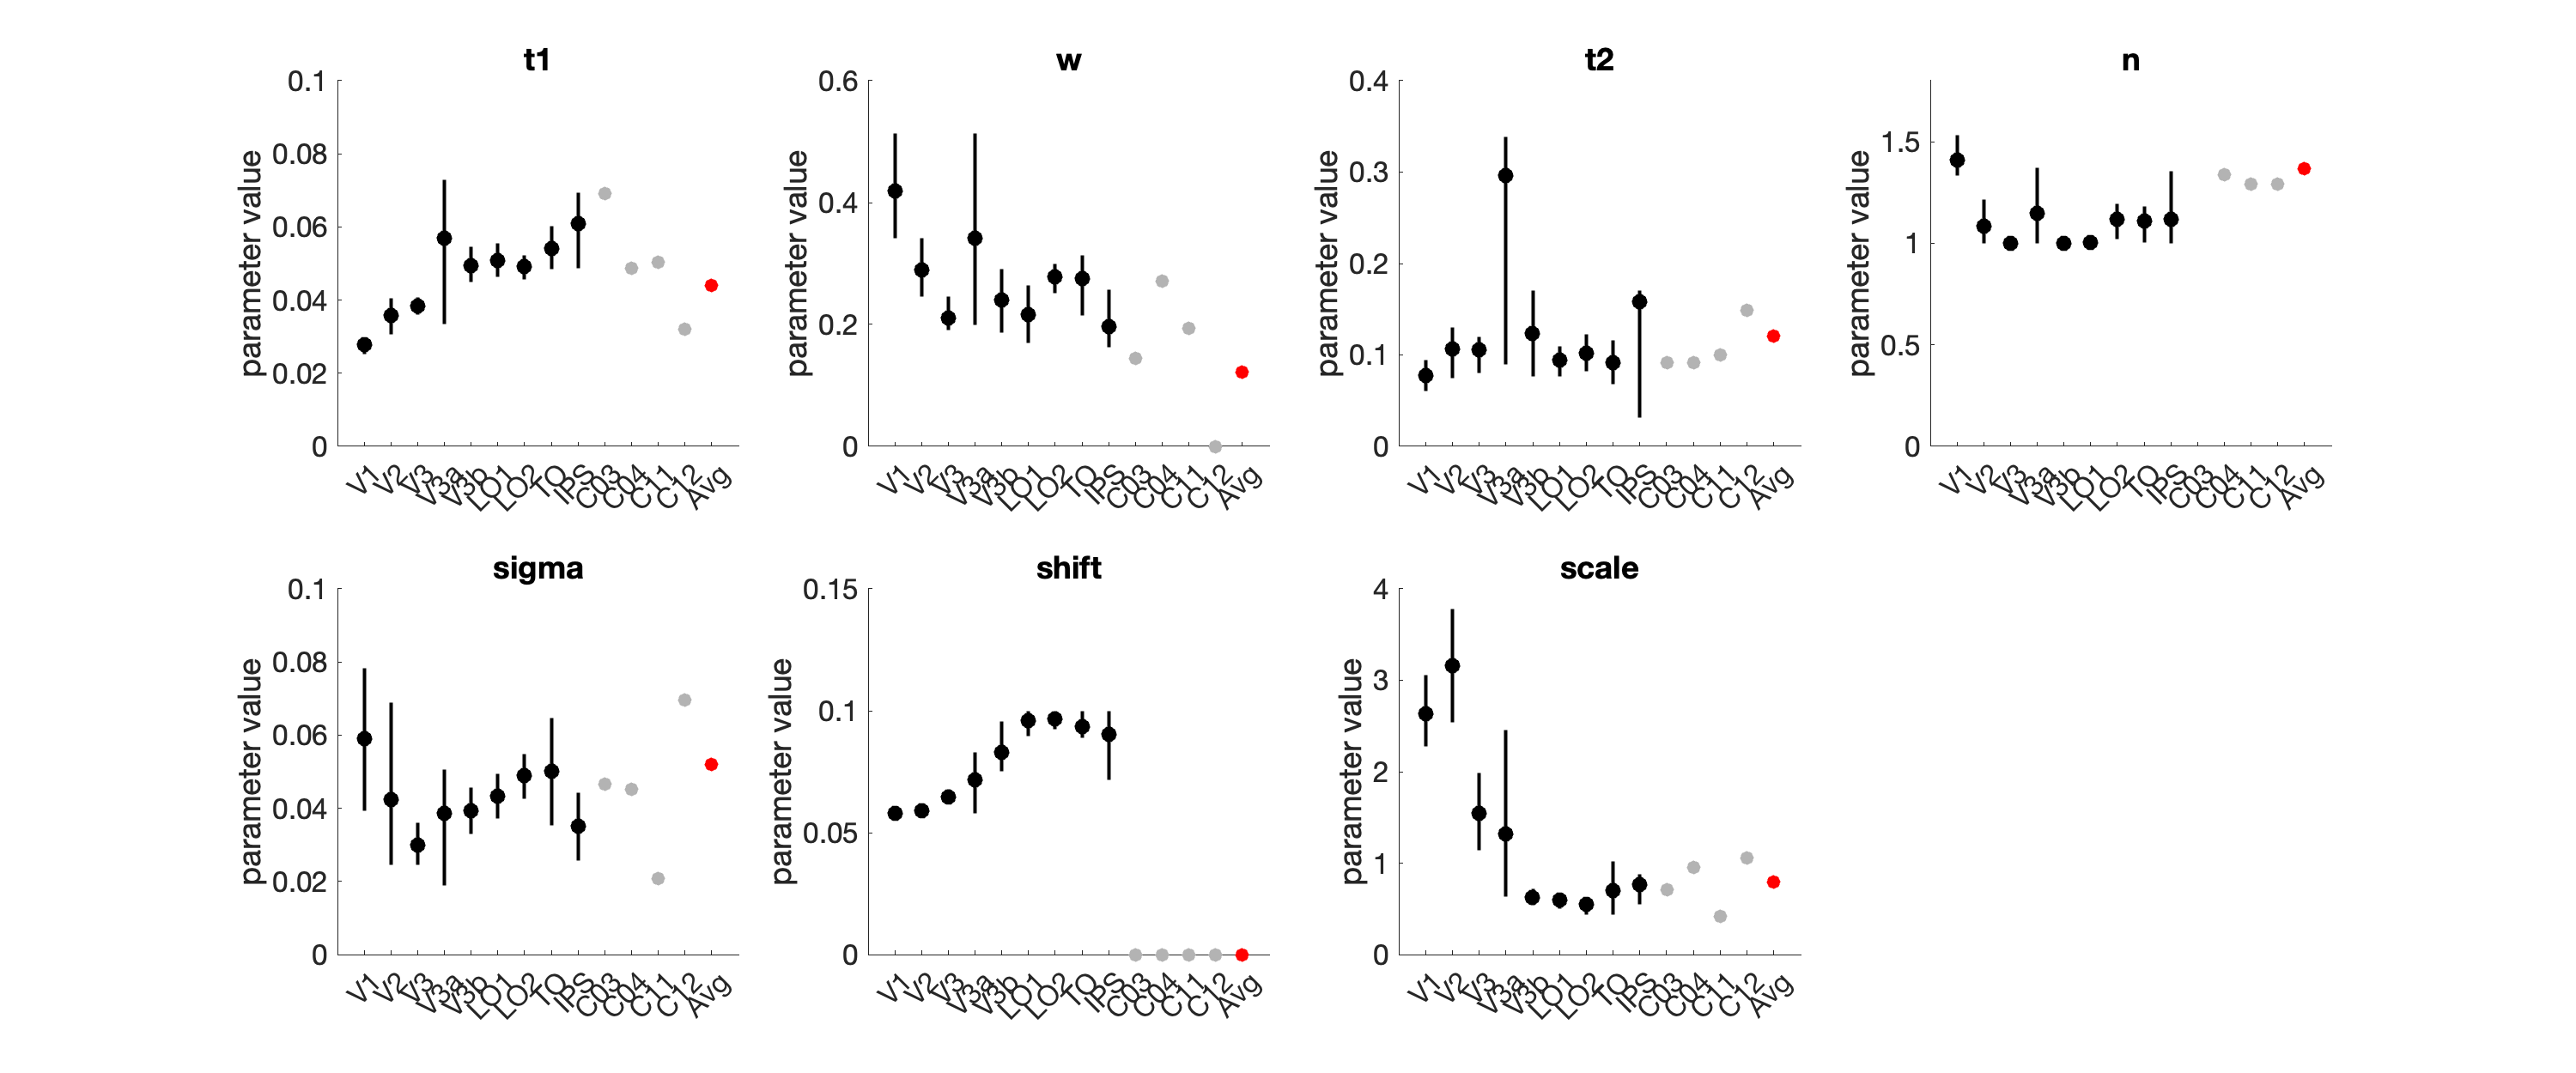 t1
w
t2
n
0.1
0.08
0.06
0.04
0.02
0
parameter value
V1 V2 V3 V3a V3b LO1 LO2 TO IPS C03 C04 C11 C12 Avg
0.6
0.4
0.2
0
parameter value
V1 V2 V3 V3a V3b LO1 LO2 TO IPS C03 C04 C11 C12 Avg
0.4
0.3
0.2
0.1
0
parameter value
V1 V2 V3 V3a V3b LO1 LO2 TO IPS C03 C04 C11 C12 Avg
1.5
1
0.5
0
parameter value
V1 V2 V3 V3a V3b LO1 LO2 TO IPS C03 C04 C11 C12 Avg
sigma
shift
scale
0.1
0.08
0.06
0.04
0.02
0
parameter value
V1 V2 V3 V3a V3b LO1 LO2 TO IPS C03 C04 C11 C12 Avg
0.15
0.1
0.05
0
parameter value
V1 V2 V3 V3a V3b LO1 LO2 TO IPS C03 C04 C11 C12 Avg
4
3
2
1
0
parameter value
V1 V2 V3 V3a V3b LO1 LO2 TO IPS C03 C04 C11 C12 Avg